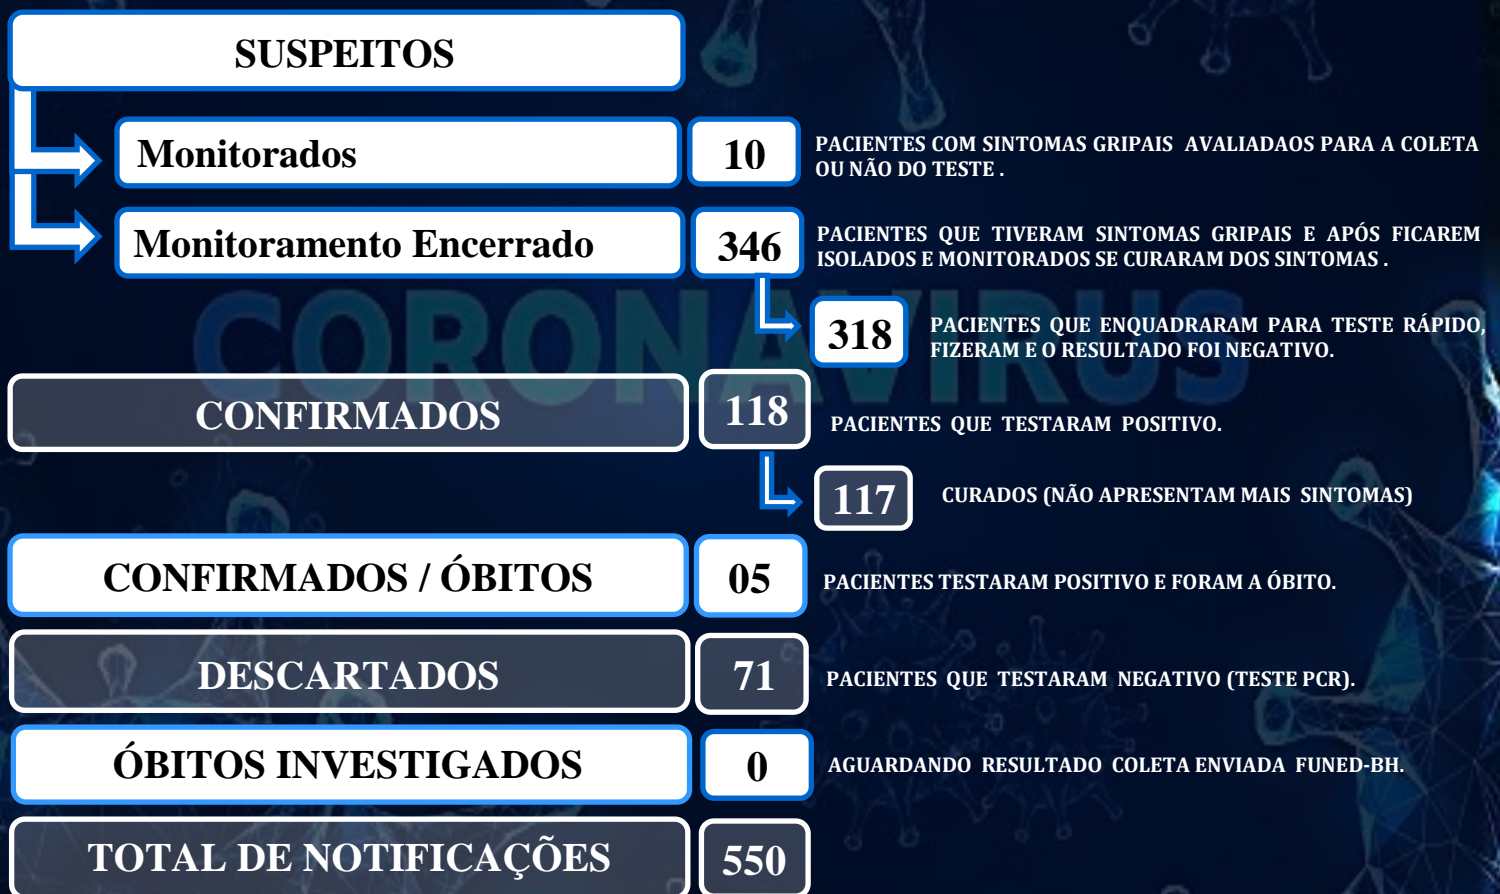 SUSPEITOS
Monitorados
10
PACIENTES COM SINTOMAS GRIPAIS AVALIADAOS PARA A COLETA
OU NÃO DO TESTE .
Monitoramento Encerrado
346
PACIENTES QUE TIVERAM SINTOMAS GRIPAIS E APÓS FICAREM
ISOLADOS E MONITORADOS SE CURARAM DOS SINTOMAS .
CORONAVIRUS
318
PACIENTES QUE ENQUADRARAM PARA TESTE RÁPIDO,
FIZERAM E O RESULTADO FOI NEGATIVO.
CONFIRMADOS
118
PACIENTES QUE TESTARAM POSITIVO.
117
CURADOS (NÃO APRESENTAM MAIS SINTOMAS)
CONFIRMADOS / ÓBITOS
05
PACIENTES TESTARAM POSITIVO E FORAM A ÓBITO.
DESCARTADOS
71
PACIENTES QUE TESTARAM NEGATIVO (TESTE PCR).
ÓBITOS INVESTIGADOS
0
AGUARDANDO RESULTADO COLETA ENVIADA FUNED-BH.
TOTAL DE NOTIFICAÇÕES
550